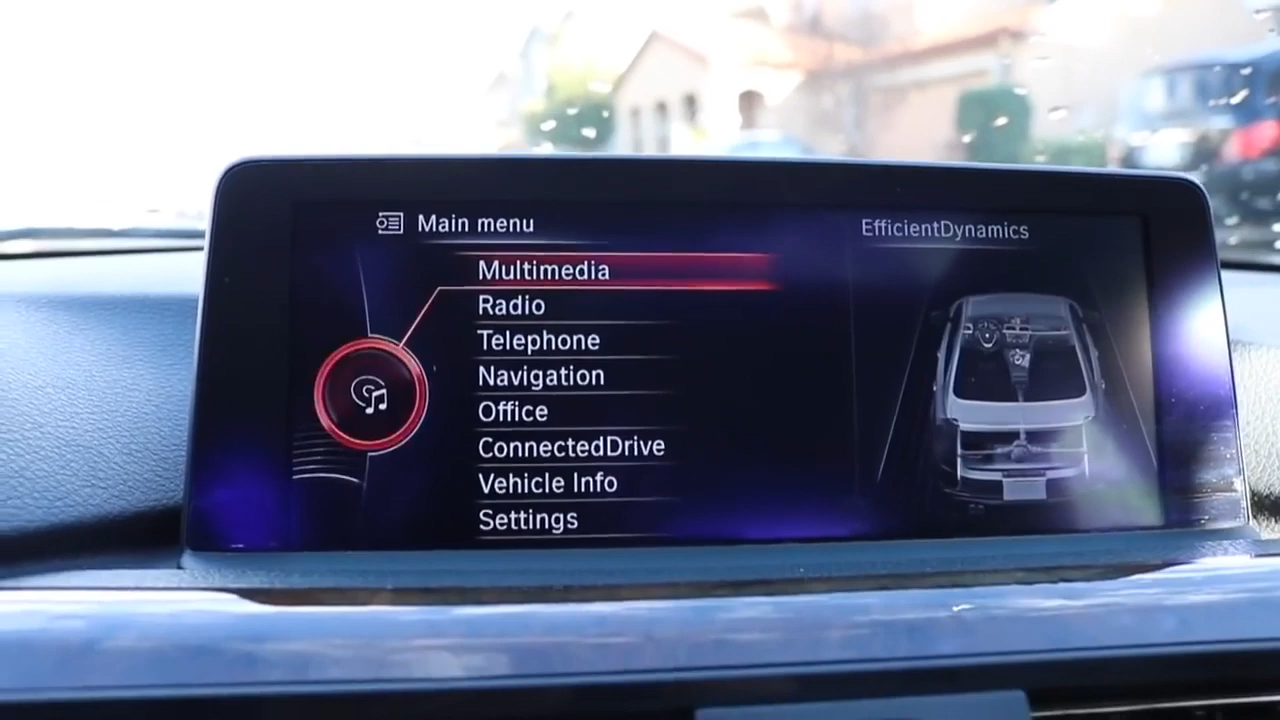 Main menu
EfficientDynamics
Multimedia
Radio
Telephone
Navigation
Office
ConnectedDrive
Vehicle Info
Settings